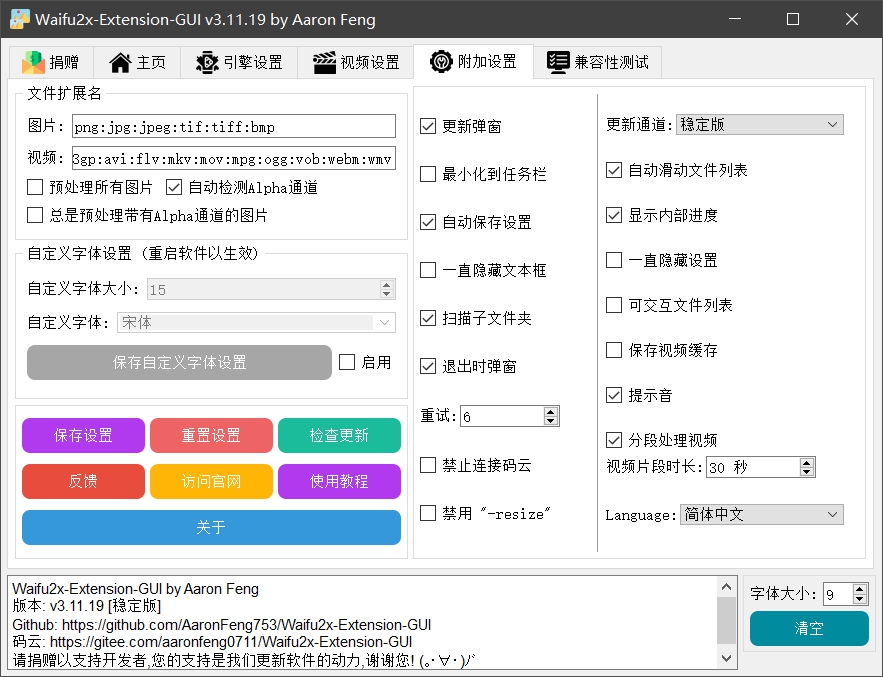 Waifu2x-Extension-GUI v3.11.19 by Aaron Feng
捐赠 主页 引擎设置 视频设置 附加设置 兼容性测试
文件扩展名
图片: png:jpg:jpeg:tif:tiff:bmp
视频: 3gp:avi:flv:mkv:mov:mpg:ogg:vob:webm:wmv
预处理所有图片 自动检测Alpha通道
总是预处理带有Alpha通道的图片
自定义字体设置 (重启软件以生效)
自定义字体大小: 15
自定义字体: 宋体
保存自定义字体设置 启用
保存设置 重置设置 检查更新
反馈 访问官网 使用教程
关于
更新弹窗
最小化到任务栏
自动保存设置
一直隐藏文本框
扫描子文件夹
退出时弹窗
重试: 6
禁止连接码云
禁用 "-resize"
更新通道: 稳定版
自动滑动文件列表
显示内部进度
一直隐藏设置
可交互文件列表
保存视频缓存
提示音
分段处理视频
视频片段时长: 30 秒
Language: 简体中文
Waifu2x-Extension-GUI by Aaron Feng
版本: v3.11.19 [稳定版]
Github: https://github.com/AaronFeng753/Waifu2x-Extension-GUI
码云: https://gitee.com/aaronfeng0711/Waifu2x-Extension-GUI
请捐赠以支持开发者,您的支持是我们更新软件的动力,谢谢您! (｡･∀･)ﾉﾞ
字体大小: 9
清空